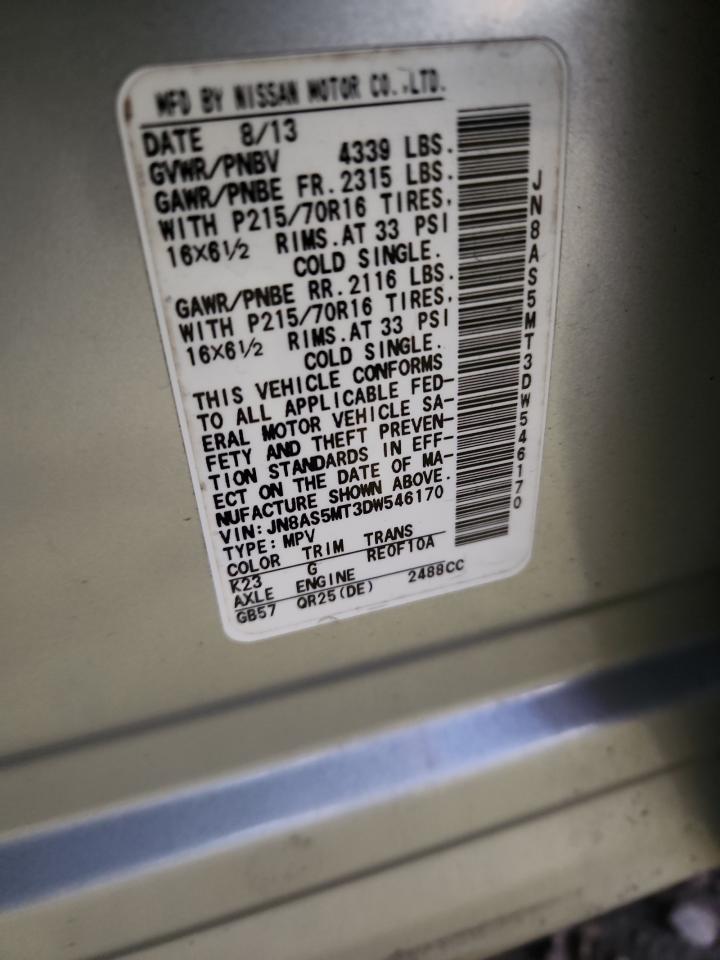 MFD BY NISSAN MOTOR CO.,LTD.
DATE 8/13
GVWR/PNBV 4339 LBS.
GAWR/PNBE FR. 2315 LBS.
WITH P215/70R16 TIRES,
16X6½ RIMS.AT 33 PSI
COLD SINGLE.
GAWR/PNBE RR. 2116 LBS.
WITH P215/70R16 TIRES,
16X6½ RIMS.AT 33 PSI
COLD SINGLE.
THIS VEHICLE CONFORMS
TO ALL APPLICABLE FED-
ERAL MOTOR VEHICLE SA-
FETY AND THEFT PREVEN-
TION STANDARDS IN EFF-
ECT ON THE DATE OF MA-
NUFACTURE SHOWN ABOVE.
VIN: JN8AS5MT3DW546170
TYPE: MPV
COLOR TRIM TRANS
K23 G RE0F10A
AXLE ENGINE
GB57 QR25(DE) 2488CC
JN8AS5MT3DW546170